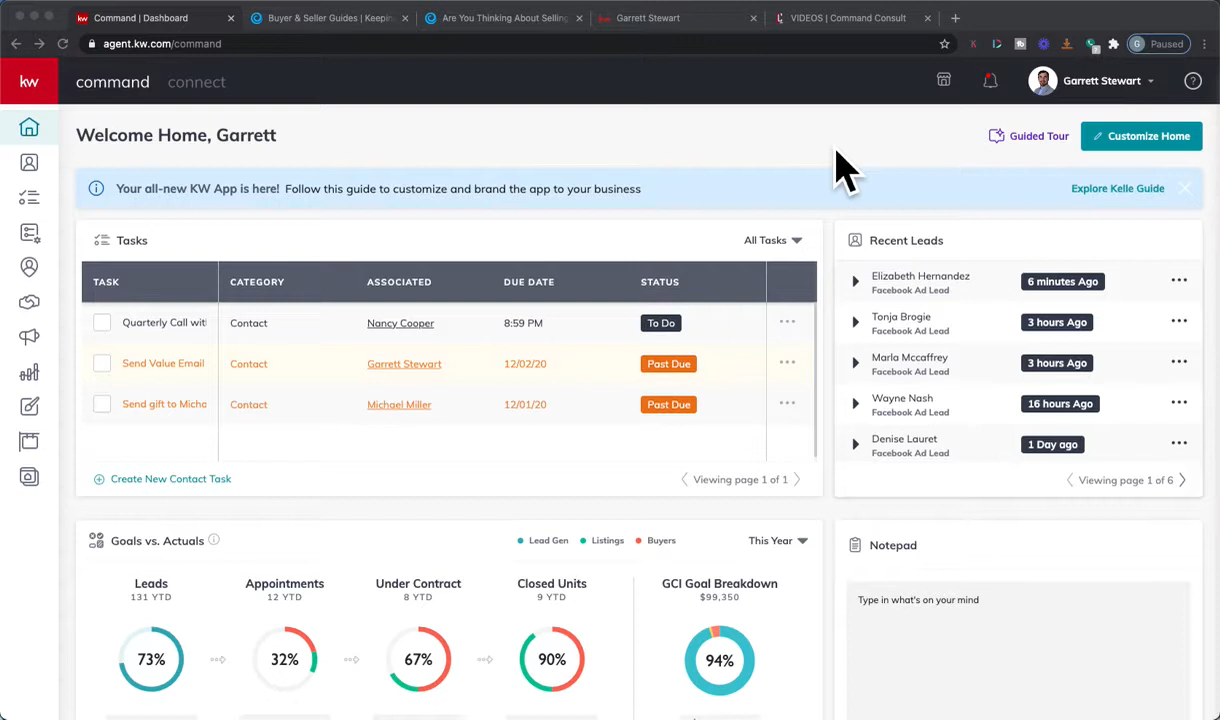 Command | Dashboard
Buyer & Seller Guides | Keepin
Are You Thinking About Selling
Garrett Stewart
VIDEOS | Command Consult
agent.kw.com/command
G Paused
kw command connect
Garrett Stewart
Welcome Home, Garrett
Guided Tour
Customize Home
Your all-new KW App is here! Follow this guide to customize and brand the app to your business
Explore Kelle Guide
Tasks
All Tasks
TASK CATEGORY ASSOCIATED DUE DATE STATUS
Quarterly Call wit Contact Nancy Cooper 8:59 PM To Do
Send Value Email Contact Garrett Stewart 12/02/20 Past Due
Send gift to Micha Contact Michael Miller 12/01/20 Past Due
Create New Contact Task
Viewing page 1 of 1
Recent Leads
Elizabeth Hernandez
Facebook Ad Lead
6 minutes Ago
Tonja Brogie
Facebook Ad Lead
3 hours Ago
Marla Mccaffrey
Facebook Ad Lead
3 hours Ago
Wayne Nash
Facebook Ad Lead
16 hours Ago
Denise Lauret
Facebook Ad Lead
1 Day ago
Viewing page 1 of 6
Goals vs. Actuals
Lead Gen Listings Buyers
This Year
Leads Appointments Under Contract Closed Units GCI Goal Breakdown
131 YTD 12 YTD 8 YTD 9 YTD $99,350
73% 32% 67% 90% 94%
Notepad
Type in what's on your mind